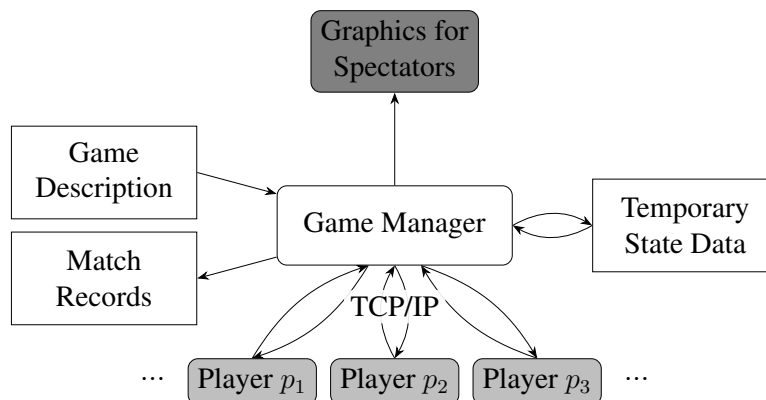 Graphics for
Spectators
Game
Description
Game Manager
Temporary
State Data
Match
Records
TCP/IP
... Player p₁ Player p₂ Player p₃ ...